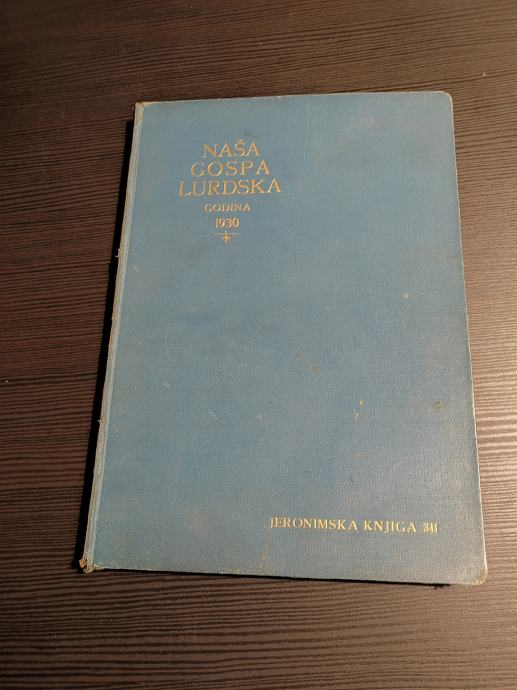 NAŠA
GOSPA
LURDSKA
GODINA
1930
JERONIMSKA KNJIGA 341